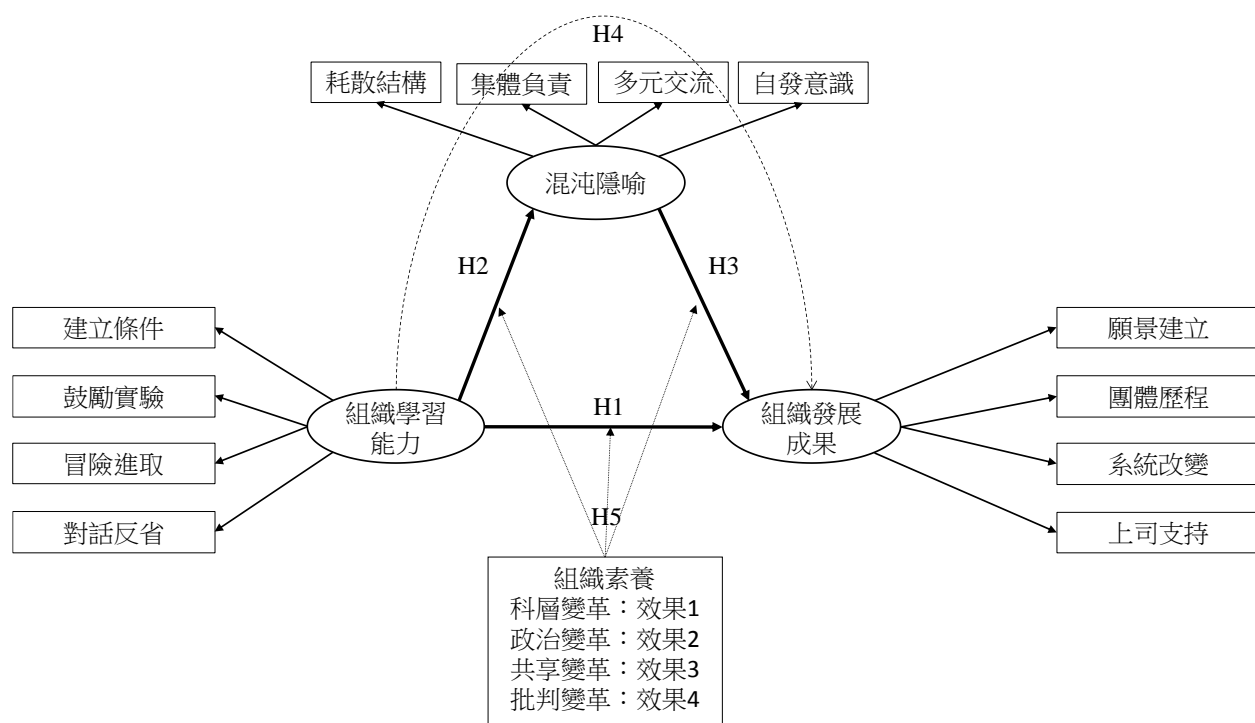 H4
耗散結構
集體負責
多元交流
自發意識
混沌隱喻
H2
H3
建立條件
鼓勵實驗
冒險進取
對話反省
組織學習
能力
H1
組織發展
成果
願景建立
團體歷程
系統改變
上司支持
H5
組織素養
科層變革：效果1
政治變革：效果2
共享變革：效果3
批判變革：效果4